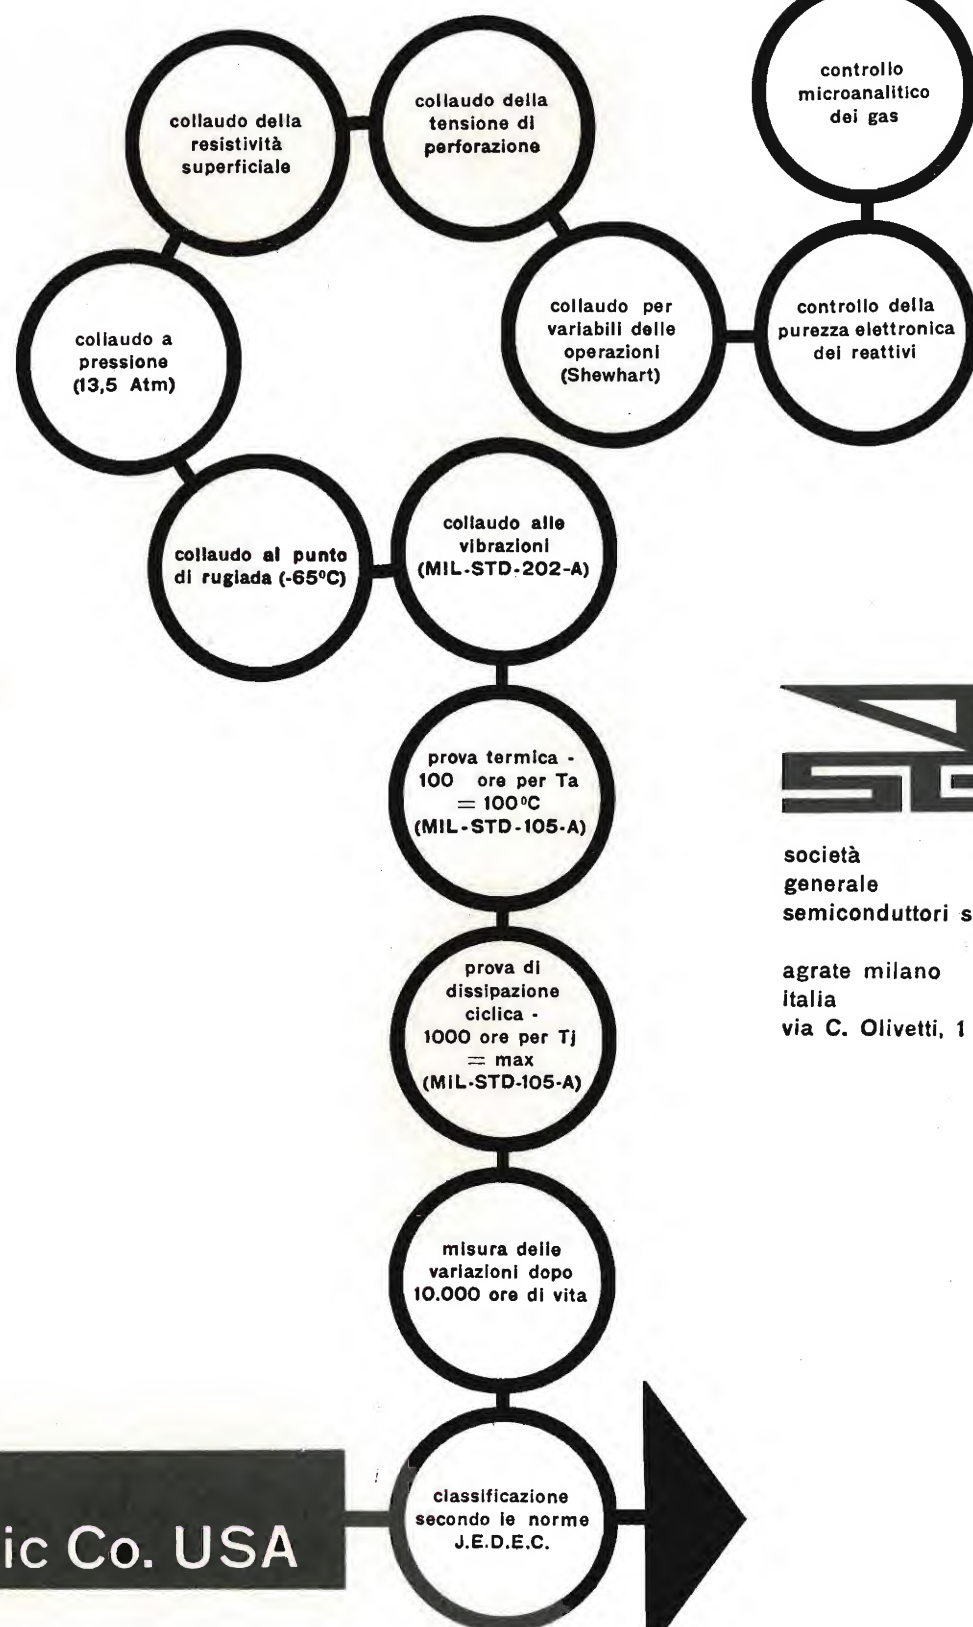 controllo
microanalitico
dei gas
controllo della
purezza elettronica
dei reattivi
collaudo per
variabili delle
operazioni
(Shewhart)
collaudo della
tensione di
perforazione
collaudo della
resistività
superficiale
collaudo a
pressione
(13,5 Atm)
collaudo al punto
di rugiada (-65ºC)
collaudo alle
vibrazioni
(MIL-STD-202-A)
prova termica -
100 ore per Ta
= 100ºC
(MIL-STD-105-A)
prova di
dissipazione
ciclica -
1000 ore per Tj
= max
(MIL-STD-105-A)
misura delle
variazioni dopo
10.000 ore di vita
classificazione
secondo le norme
J.E.D.E.C.
ic Co. USA
società
generale
semiconduttori s
agrate milano
italia
via C. Olivetti, 1